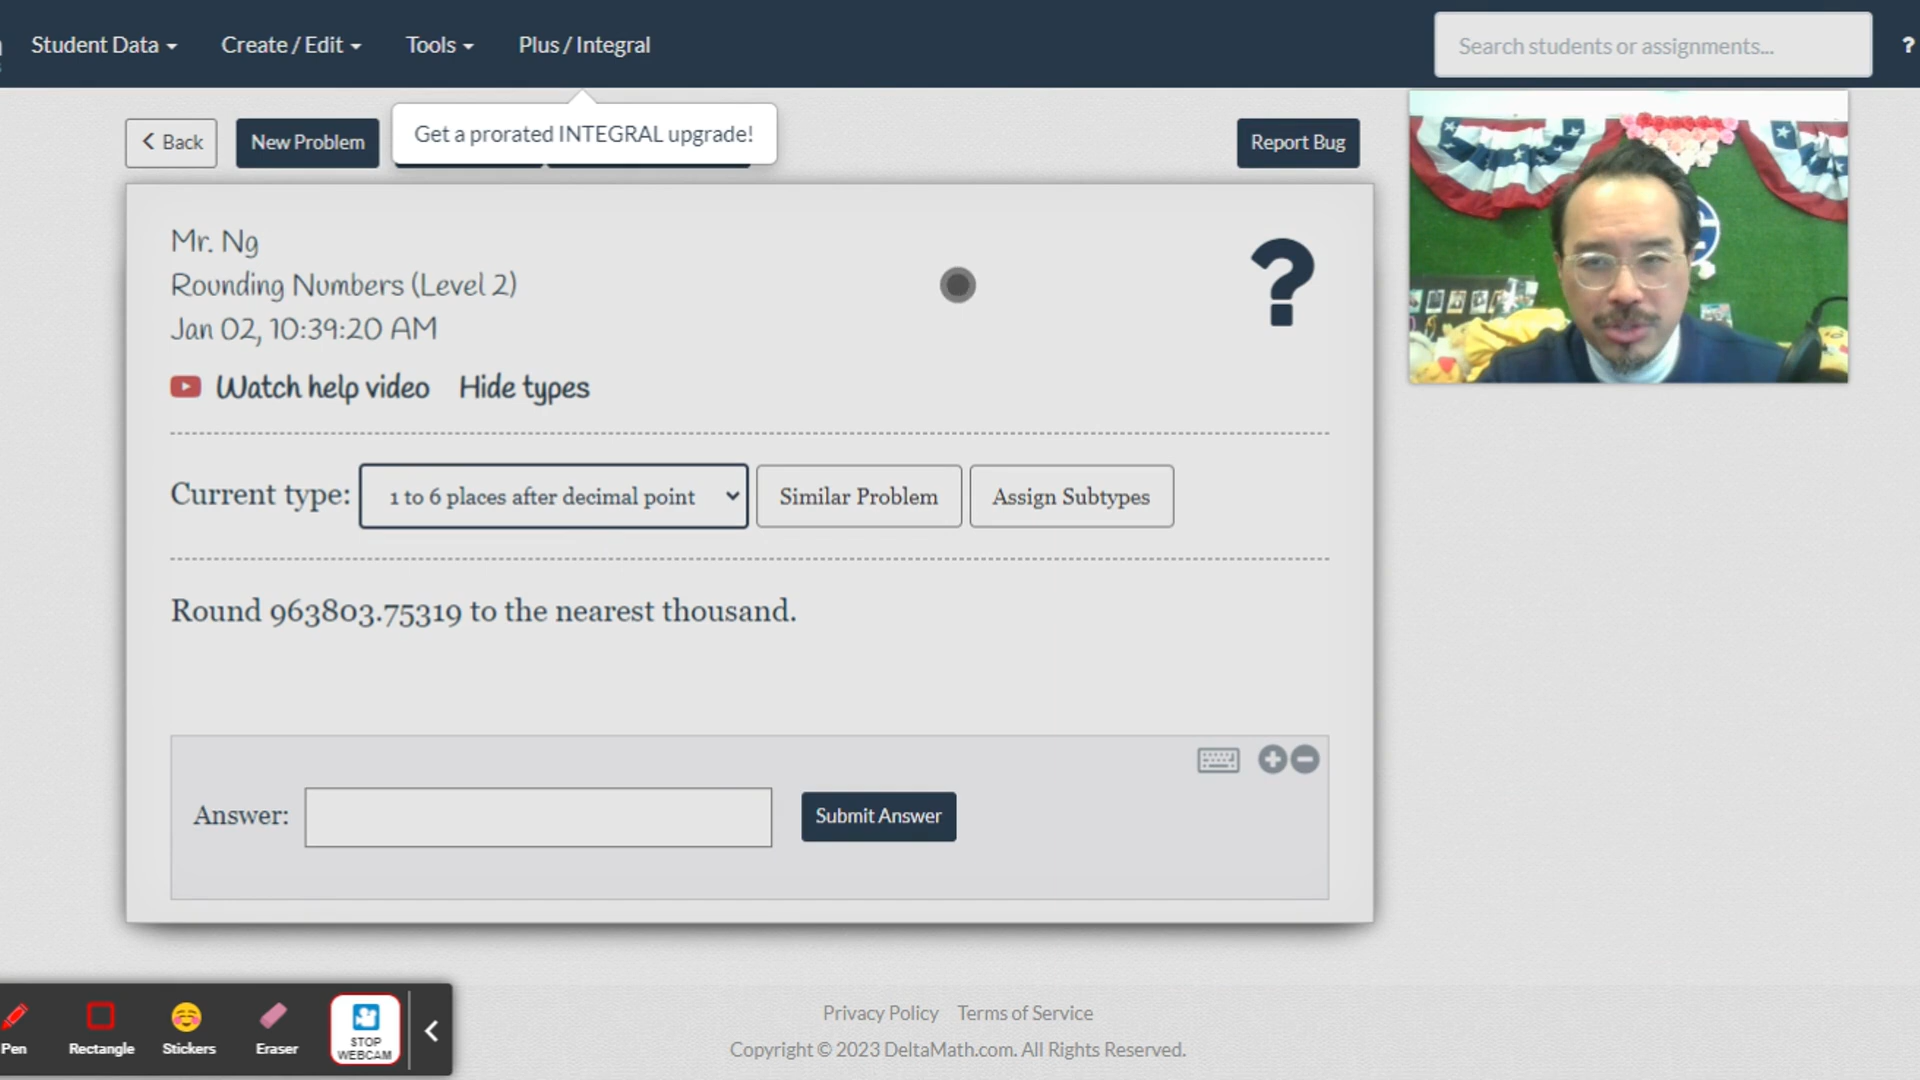 Student Data
Create / Edit
Tools
Plus / Integral
Search students or assignments...
?
Back
New Problem
Get a prorated INTEGRAL upgrade!
Report Bug
Mr. Ng
Rounding Numbers (Level 2)
Jan 02, 10:39:20 AM
?
Watch help video
Hide types
Current type:
1 to 6 places after decimal point
Similar Problem
Assign Subtypes
Round 963803.75319 to the nearest thousand.
Answer:
Submit Answer
Pen
Rectangle
Stickers
Eraser
STOP
WEBCAM
Privacy Policy
Terms of Service
Copyright © 2023 DeltaMath.com. All Rights Reserved.